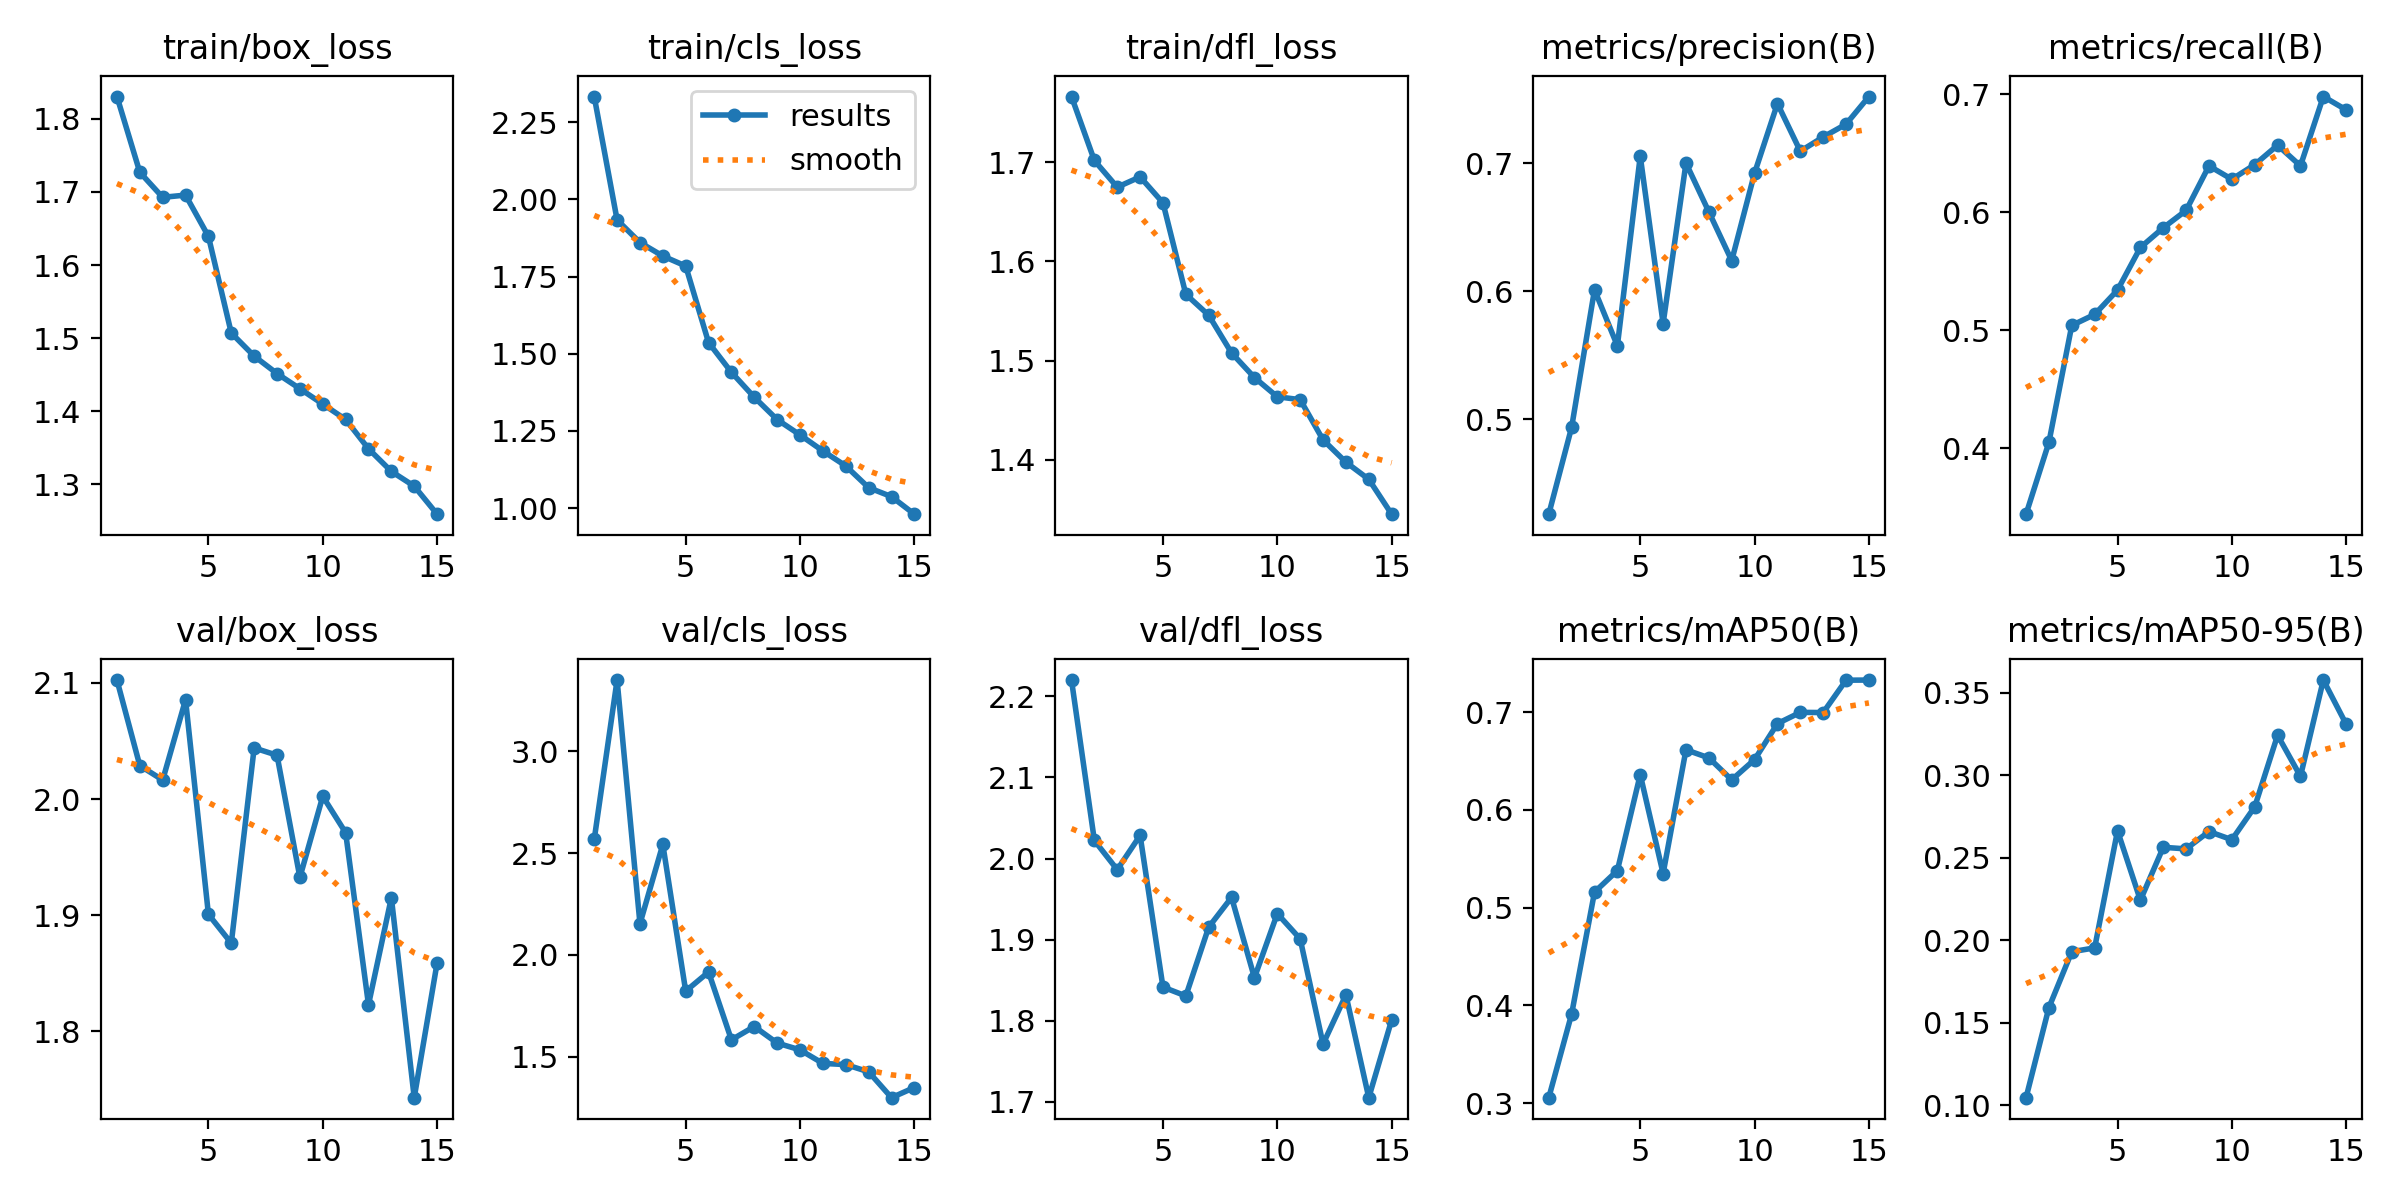 train/box_loss
1.8
1.7
1.6
1.5
1.4
1.3
5 10 15
train/cls_loss
results
smooth
2.25
2.00
1.75
1.50
1.25
1.00
5 10 15
train/dfl_loss
1.7
1.6
1.5
1.4
5 10 15
metrics/precision(B)
0.7
0.6
0.5
5 10 15
metrics/recall(B)
0.7
0.6
0.5
0.4
5 10 15
val/box_loss
2.1
2.0
1.9
1.8
5 10 15
val/cls_loss
3.0
2.5
2.0
1.5
5 10 15
val/dfl_loss
2.2
2.1
2.0
1.9
1.8
1.7
5 10 15
metrics/mAP50(B)
0.7
0.6
0.5
0.4
0.3
5 10 15
metrics/mAP50-95(B)
0.35
0.30
0.25
0.20
0.15
0.10
5 10 15